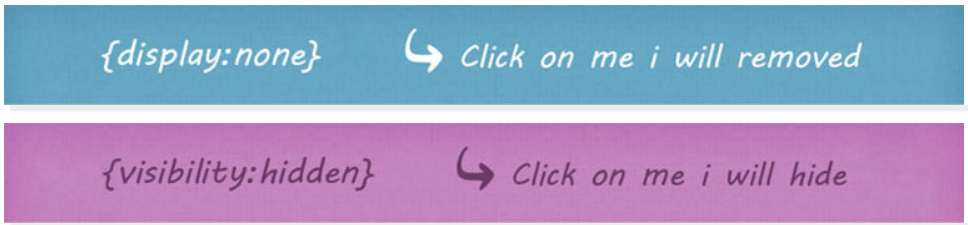 {display:none} Click on me i will removed
{visibility:hidden} Click on me i will hide